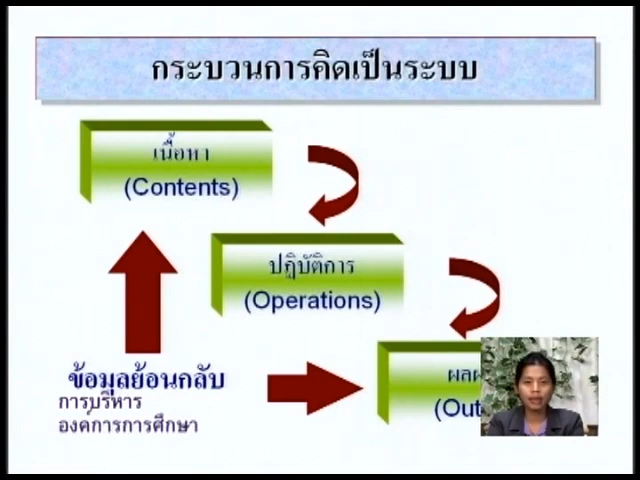 กระบวนการคิดเป็นระบบ
เนื้อหา
(Contents)
ปฏิบัติการ
(Operations)
ข้อมูลย้อนกลับ
การบริหาร
องค์การการศึกษา